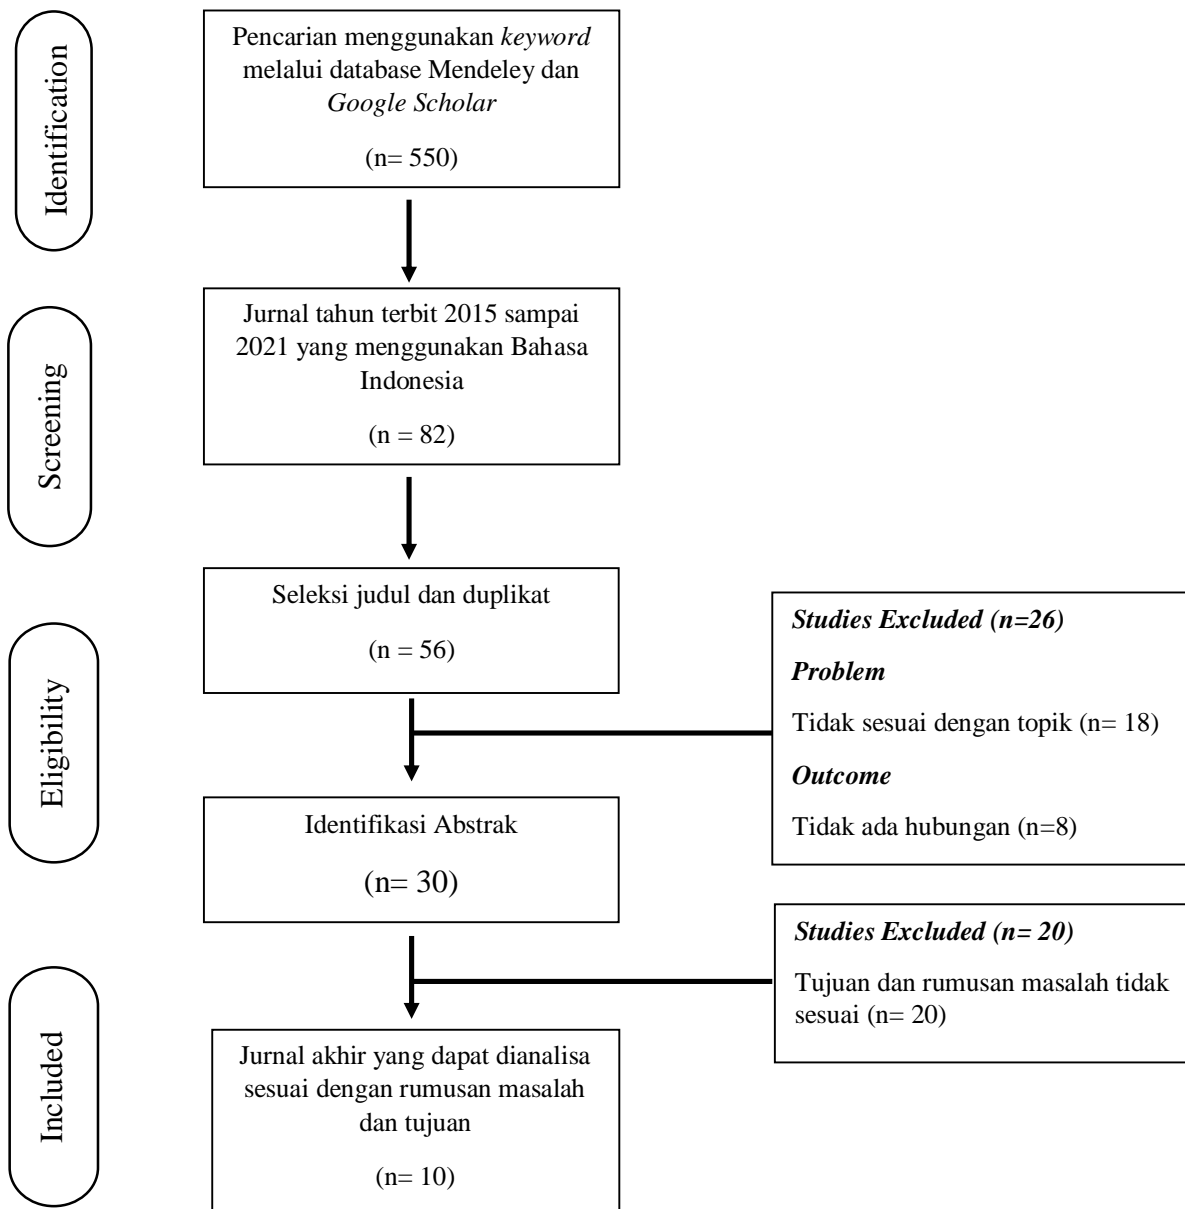 Identification
Pencarian menggunakan keyword
melalui database Mendeley dan
Google Scholar
(n= 550)
Screening
Jurnal tahun terbit 2015 sampai
2021 yang menggunakan Bahasa
Indonesia
(n = 82)
Eligibility
Seleksi judul dan duplikat
(n = 56)
Studies Excluded (n=26)
Problem
Tidak sesuai dengan topik (n= 18)
Outcome
Tidak ada hubungan (n=8)
Identifikasi Abstrak
(n= 30)
Studies Excluded (n= 20)
Tujuan dan rumusan masalah tidak
sesuai (n= 20)
Included
Jurnal akhir yang dapat dianalisa
sesuai dengan rumusan masalah
dan tujuan
(n= 10)